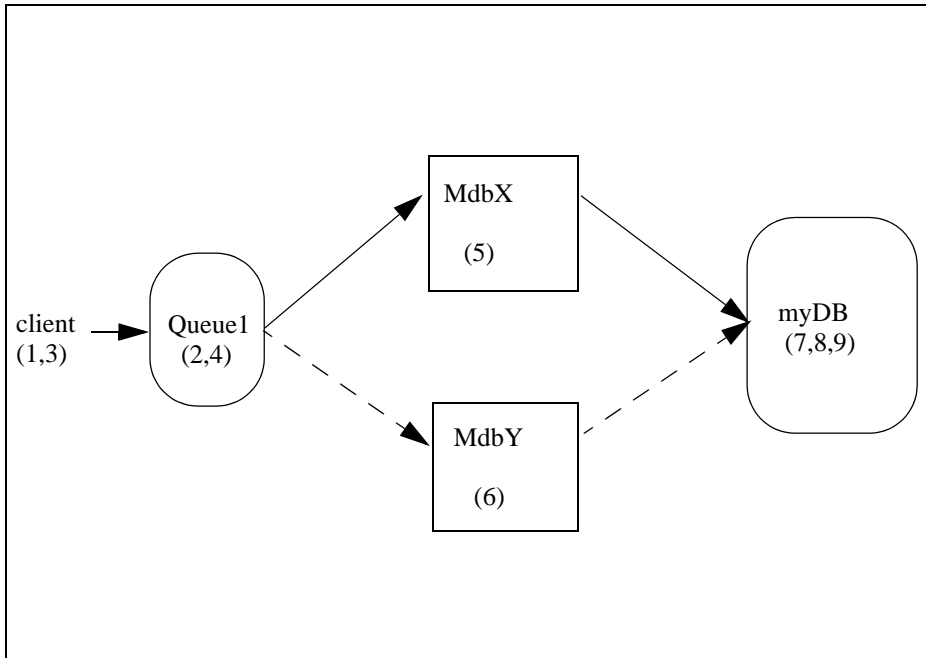 client
(1,3)
Queue1
(2,4)
MdbX
(5)
MdbY
(6)
myDB
(7,8,9)